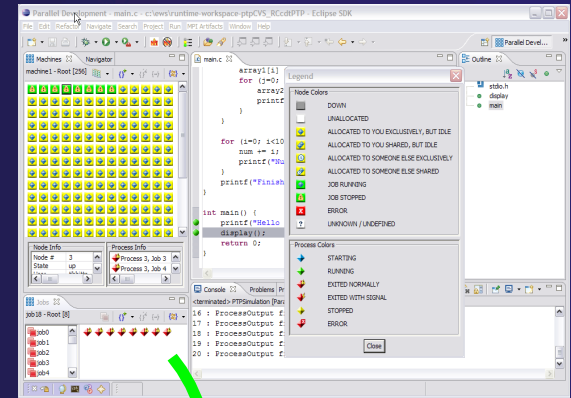 Parallel Development - main.c - c:\ews\runtime-workspace-ptpCVS_RC\cdtPTP - Eclipse SDK
File Edit Refactor Navigate Search Project Run MPI Artifacts Window Help
Parallel Devel... »
Machines Navigator
machine1 - Root [256]
main.c
array1[i]
for (j=0;
array2
printf
}
}
for (i=0; i<10
num += i;
printf("Nu
}
printf("Finish
}
int main() {
printf("Hello
display();
return 0;
}
Outline
stdio.h
display
main
Legend
Node Colors
DOWN
UNALLOCATED
ALLOCATED TO YOU EXCLUSIVELY, BUT IDLE
ALLOCATED TO YOU SHARED, BUT IDLE
ALLOCATED TO SOMEONE ELSE EXCLUSIVELY
ALLOCATED TO SOMEONE ELSE SHARED
JOB RUNNING
JOB STOPPED
ERROR
UNKNOWN / UNDEFINED
Process Colors
STARTING
RUNNING
EXITED NORMALLY
EXITED WITH SIGNAL
STOPPED
ERROR
Close
Node Info
Node # 3
State up
Process Info
Process 3, Job 3
Process 3, Job 4
Jobs
job18 - Root [8]
job0
job1
job2
job3
job4
Console Problems Pr
<terminated> PTPSimulation [Para
16 : ProcessOutput f
17 : ProcessOutput f
18 : ProcessOutput f
19 : ProcessOutput f
20 : ProcessOutput f